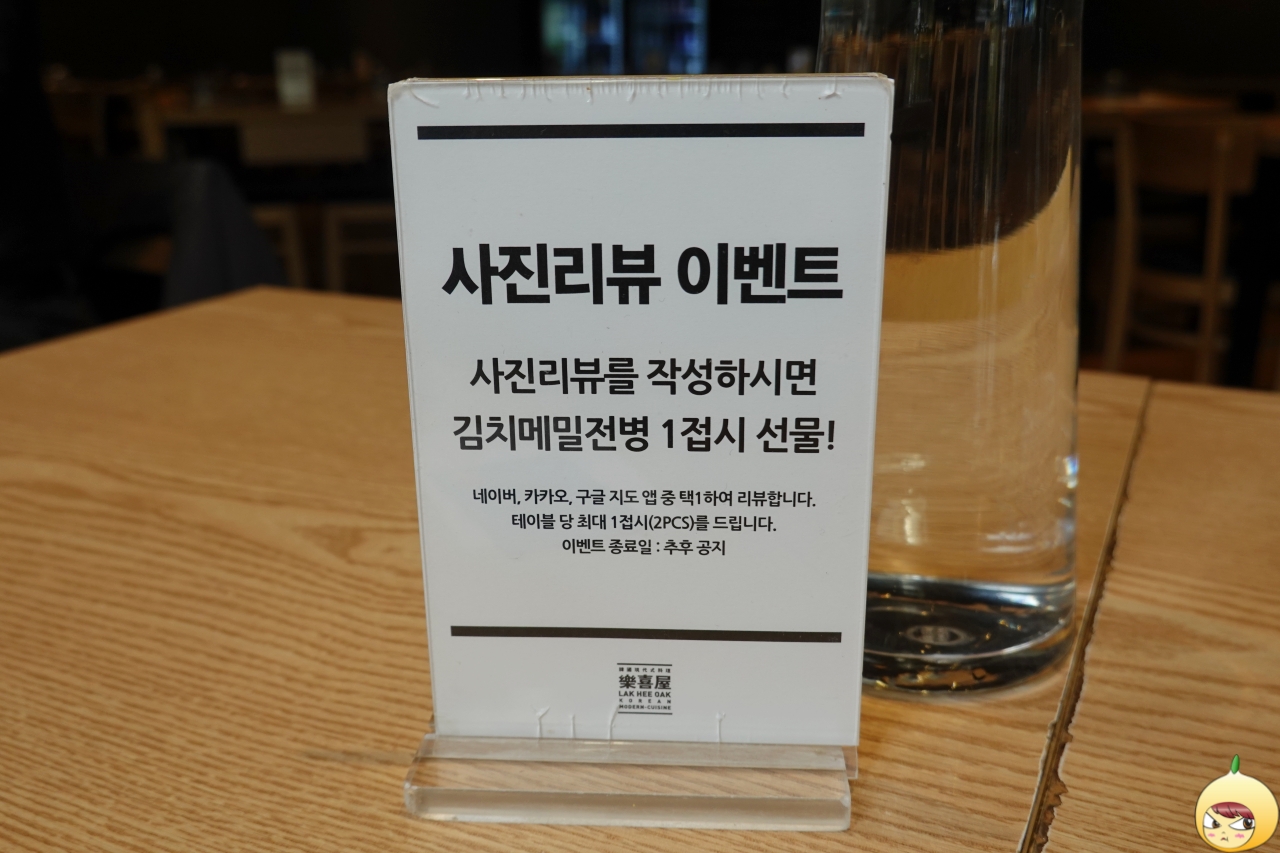 사진리뷰 이벤트
사진리뷰를 작성하시면
김치메밀전병 1접시 선물!
네이버, 카카오, 구글 지도 앱 중 택1하여 리뷰합니다.
테이블 당 최대 1접시(2PCS)를 드립니다.
이벤트 종료일 : 추후 공지
樂喜屋
LAK HEE OAK
KOREAN
MODERN-CUISINE